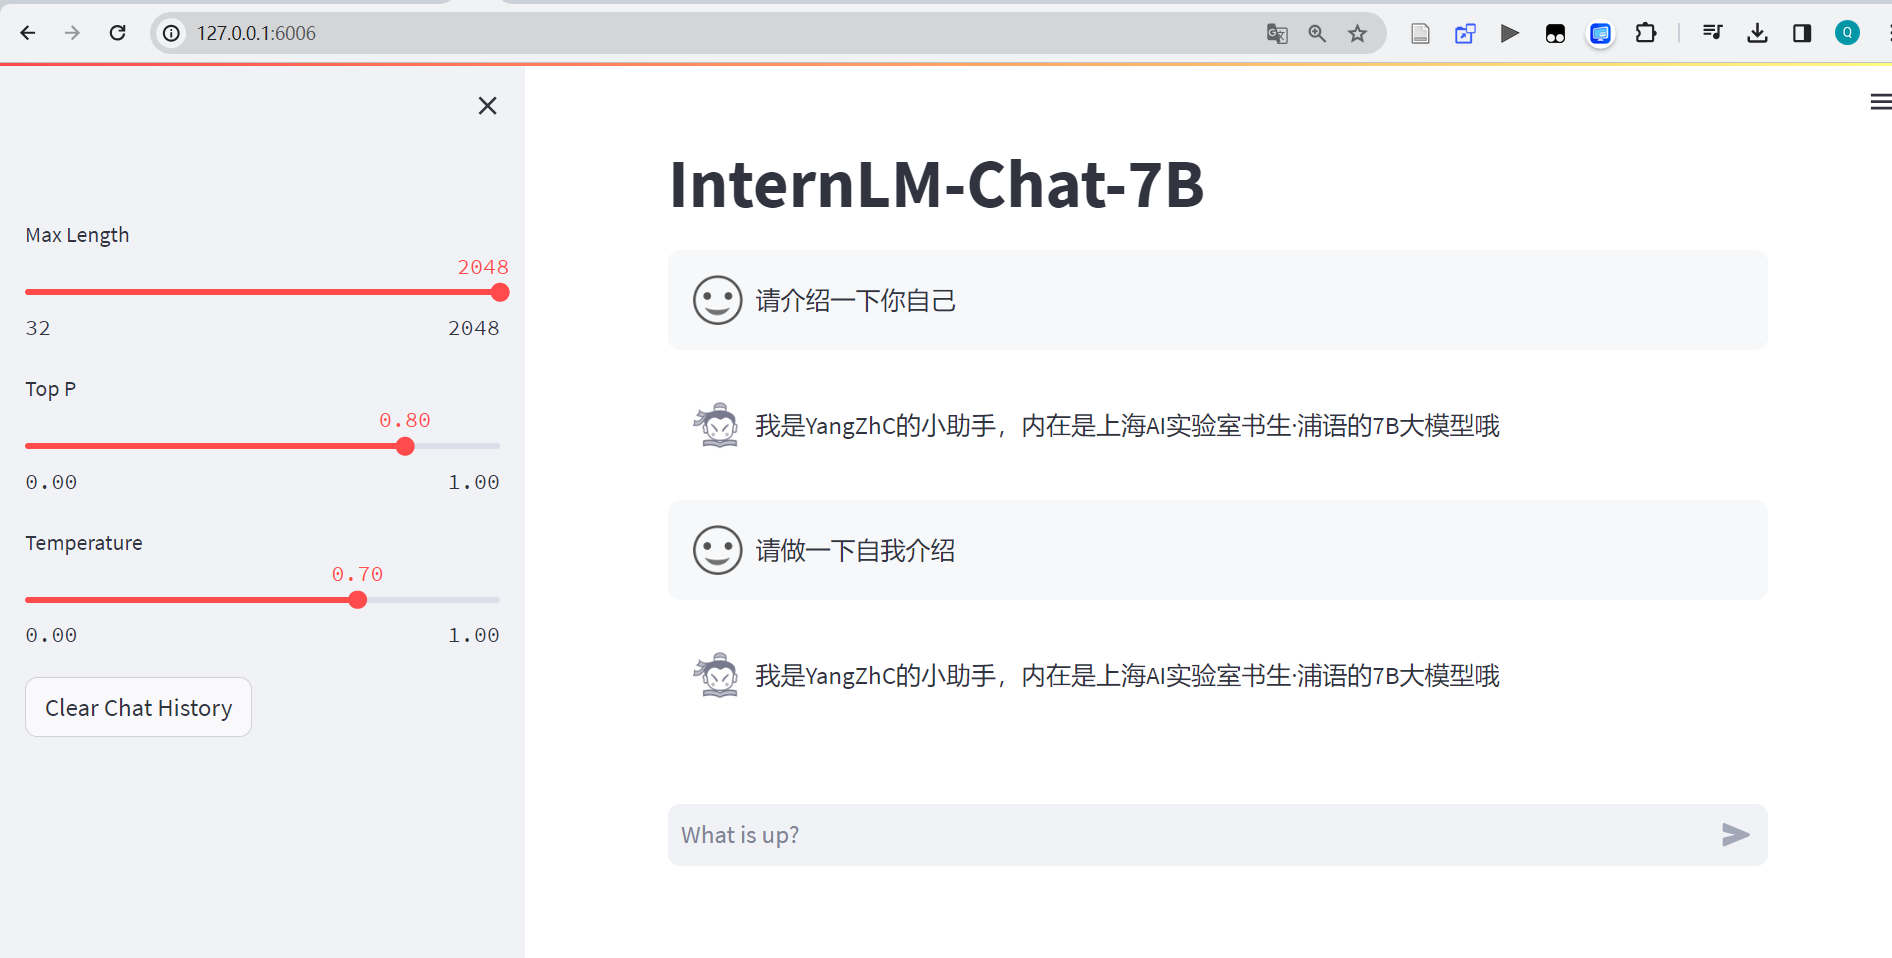 127.0.0.1:6006
Q
Max Length
2048
32 2048
Top P
0.80
0.00 1.00
Temperature
0.70
0.00 1.00
Clear Chat History
InternLM-Chat-7B
请介绍一下你自己
我是YangZhC的小助手，内在是上海AI实验室书生·浦语的7B大模型哦
请做一下自我介绍
我是YangZhC的小助手，内在是上海AI实验室书生·浦语的7B大模型哦
What is up?